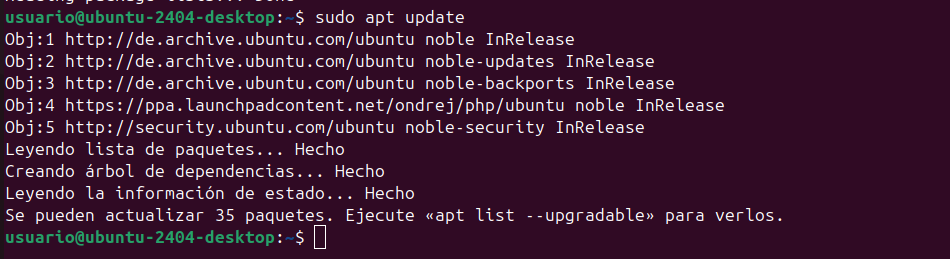 usuario@ubuntu-2404-desktop:~$ sudo apt update
Obj:1 http://de.archive.ubuntu.com/ubuntu noble InRelease
Obj:2 http://de.archive.ubuntu.com/ubuntu noble-updates InRelease
Obj:3 http://de.archive.ubuntu.com/ubuntu noble-backports InRelease
Obj:4 https://ppa.launchpadcontent.net/ondrej/php/ubuntu noble InRelease
Obj:5 http://security.ubuntu.com/ubuntu noble-security InRelease
Leyendo lista de paquetes... Hecho
Creando árbol de dependencias... Hecho
Leyendo la información de estado... Hecho
Se pueden actualizar 35 paquetes. Ejecute «apt list --upgradable» para verlos.
usuario@ubuntu-2404-desktop:~$